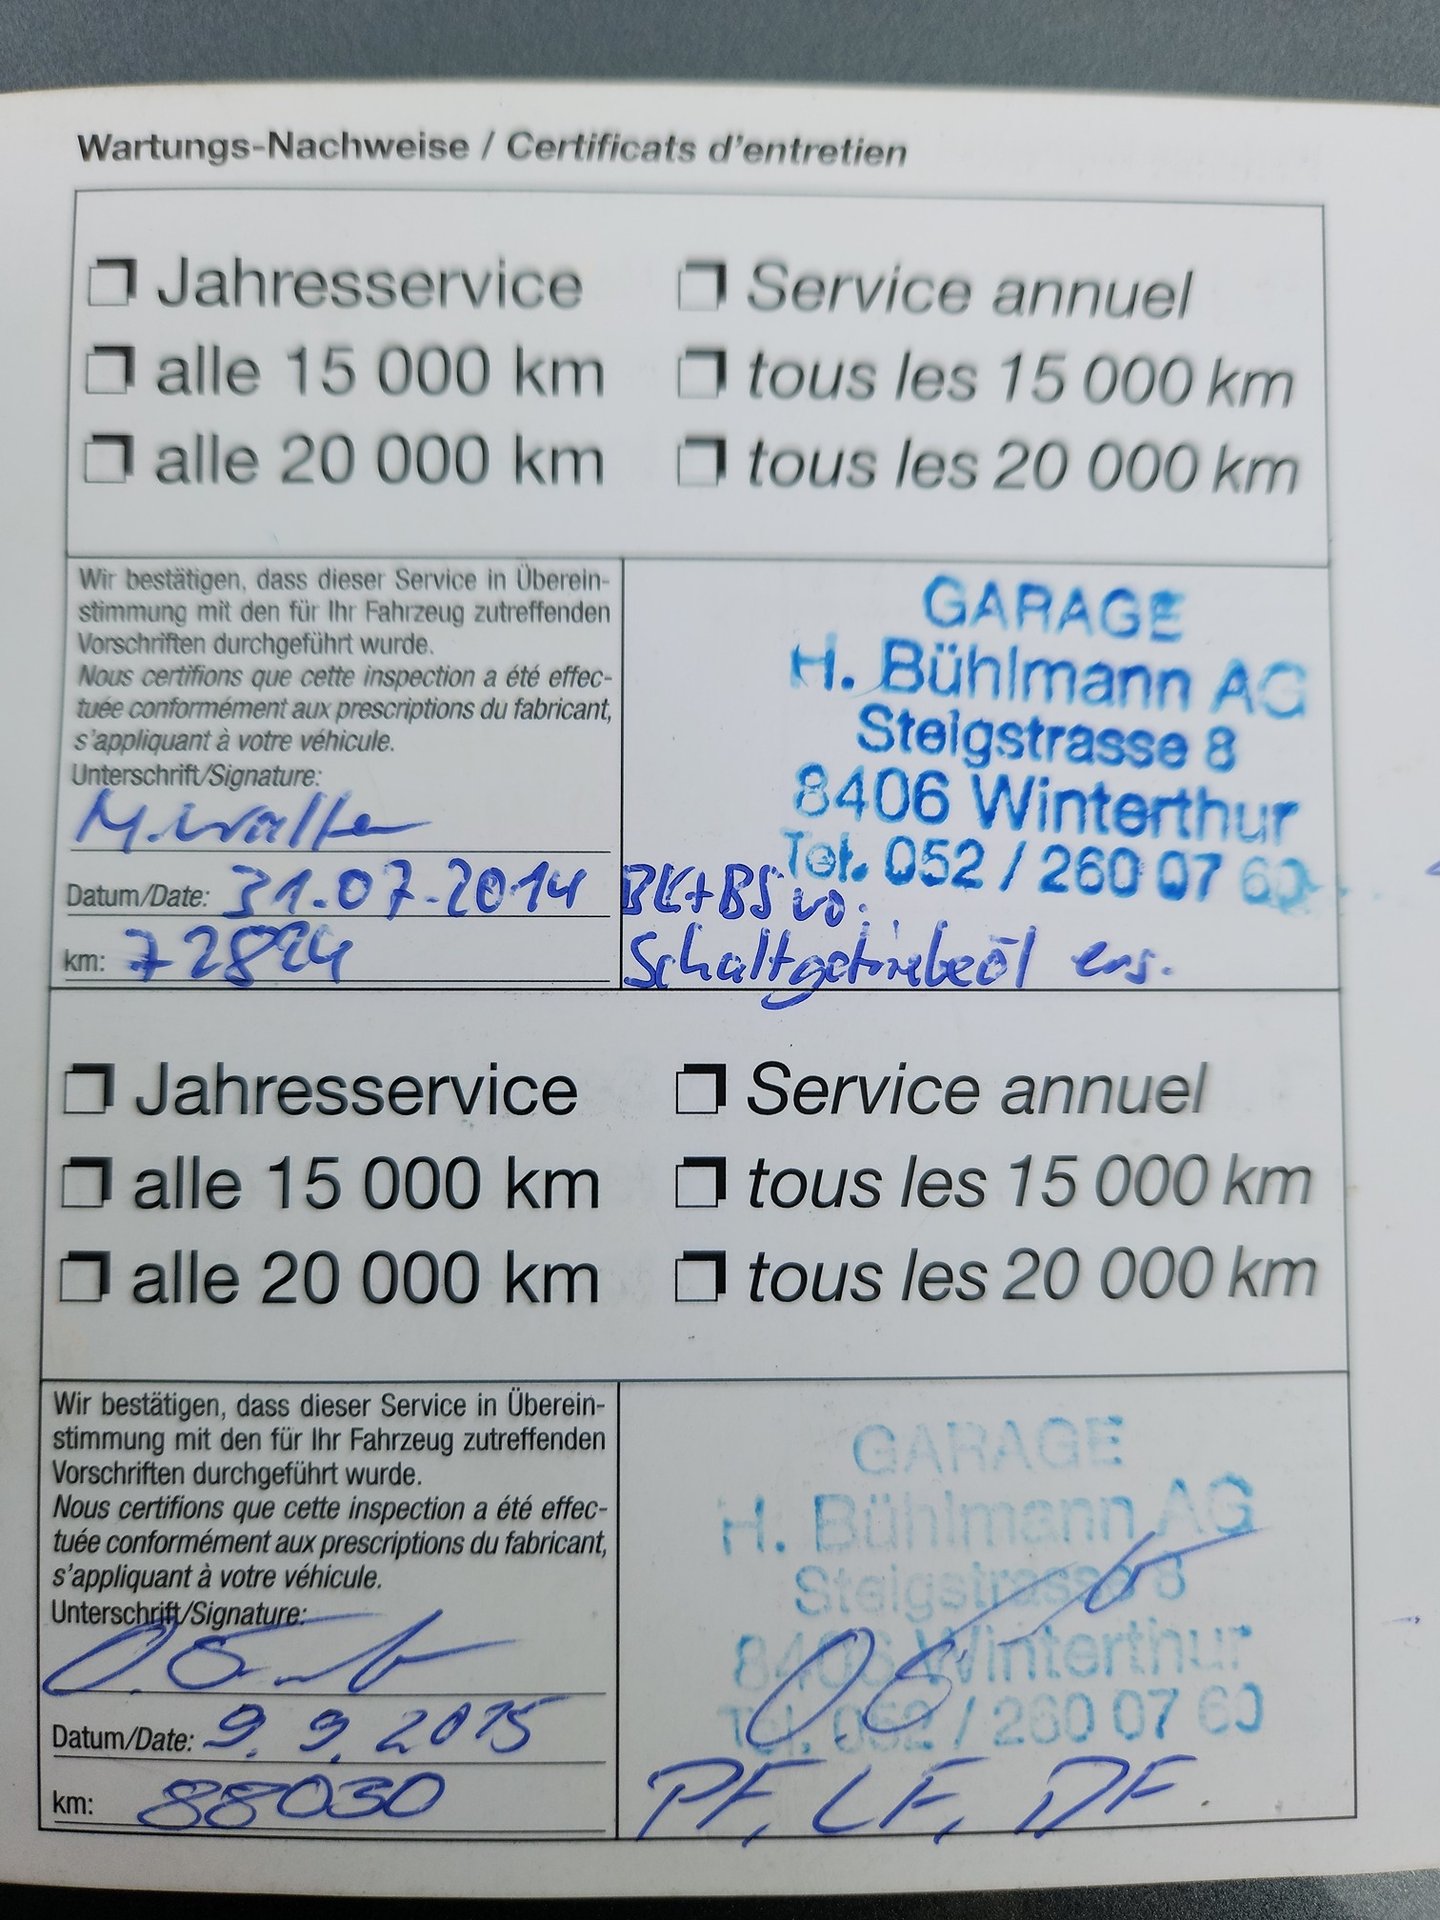 Wartungs-Nachweise / Certificats d'entretien
Jahresservice Service annuel
alle 15 000 km tous les 15 000 km
alle 20 000 km tous les 20 000 km
Wir bestätigen, dass dieser Service in Überein-
stimmung mit den für Ihr Fahrzeug zutreffenden
Vorschriften durchgeführt wurde.
Nous certifions que cette inspection a été effec-
tuée conformément aux prescriptions du fabricant,
s'appliquant à votre véhicule.
Unterschrift/Signature:
Datum/Date: 31.07.2014
km: 72824
GARAGE
H. Bühlmann AG
Steigstrasse 8
8406 Winterthur
Tel. 052 / 260 07 60
BK+BS vo.
Schaltgetriebeöl ers.
Jahresservice Service annuel
alle 15 000 km tous les 15 000 km
alle 20 000 km tous les 20 000 km
Wir bestätigen, dass dieser Service in Überein-
stimmung mit den für Ihr Fahrzeug zutreffenden
Vorschriften durchgeführt wurde.
Nous certifions que cette inspection a été effec-
tuée conformément aux prescriptions du fabricant,
s'appliquant à votre véhicule.
Unterschrift/Signature:
Datum/Date: 9.9.2015
km: 88030
GARAGE
H. Bühlmann AG
Steigstrasse 8
8406 Winterthur
Tel. 052 / 260 07 60
PF, LF, DF